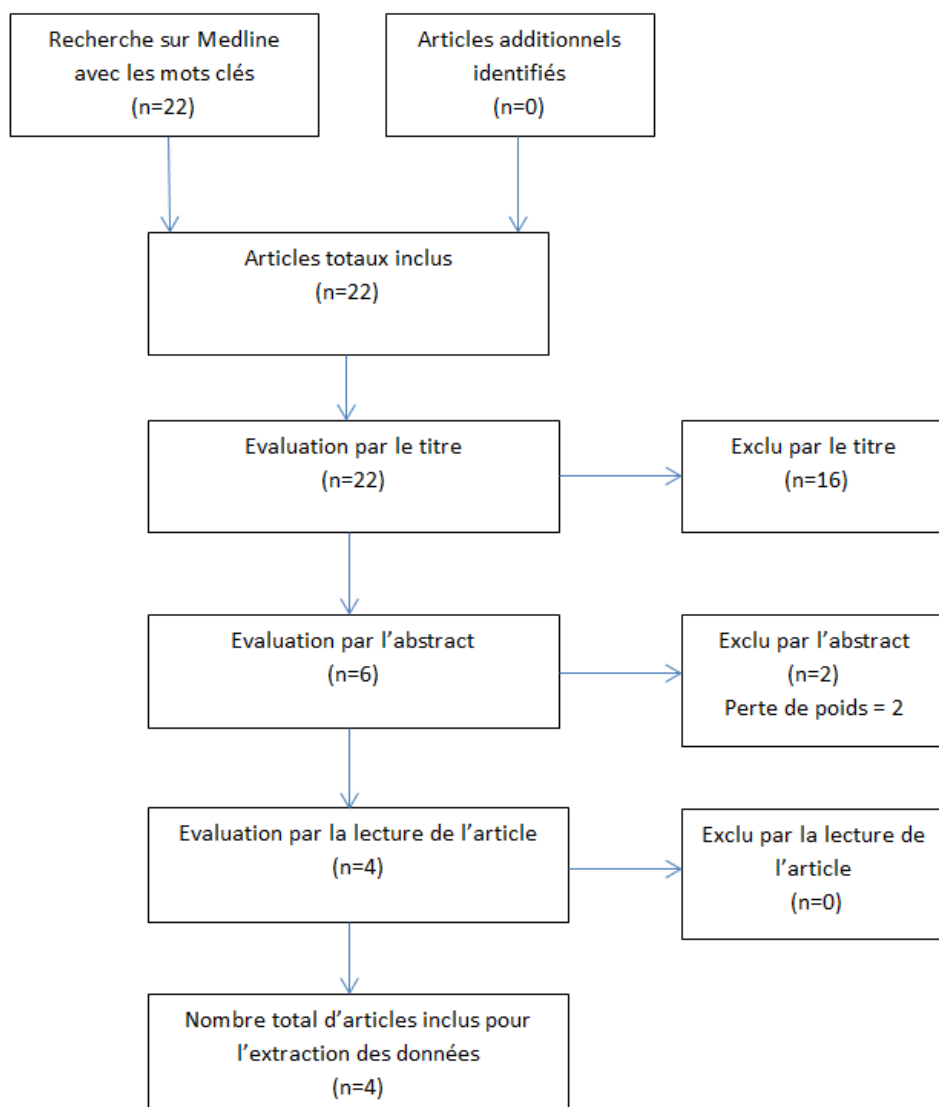 Recherche sur Medline
avec les mots clés
(n=22)
Articles additionnels
identifiés
(n=0)
Articles totaux inclus
(n=22)
Evaluation par le titre
(n=22)
Exclu par le titre
(n=16)
Evaluation par l’abstract
(n=6)
Exclu par l’abstract
(n=2)
Perte de poids = 2
Evaluation par la lecture de l’article
(n=4)
Exclu par la lecture de
l’article
(n=0)
Nombre total d’articles inclus pour
l’extraction des données
(n=4)